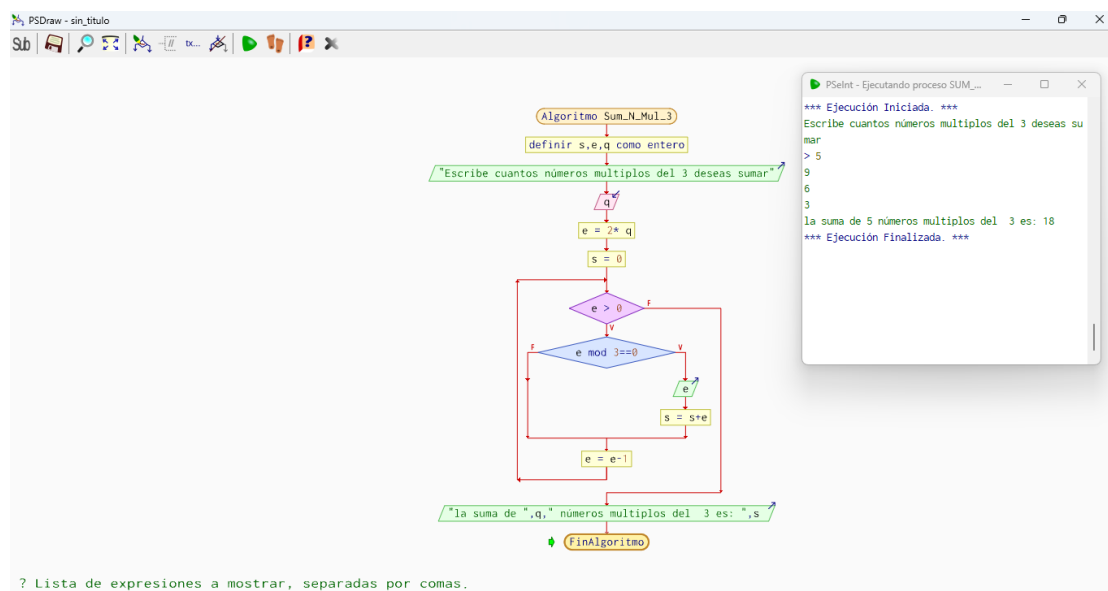 PSDraw - sin_titulo
Sub
tx...
Algoritmo Sum_N_Mul_3
definir s,e,q como entero
"Escribe cuantos números multiplos del 3 deseas sumar"
q
e = 2* q
s = 0
e > 0
F
V
e mod 3==0
F
V
e
s = s+e
e = e-1
"la suma de ",q," números multiplos del  3 es: ",s
FinAlgoritmo
? Lista de expresiones a mostrar, separadas por comas.
PSeInt - Ejecutando proceso SUM_...
*** Ejecución Iniciada. ***
Escribe cuantos números multiplos del 3 deseas su
mar
> 5
9
6
3
la suma de 5 números multiplos del  3 es: 18
*** Ejecución Finalizada. ***